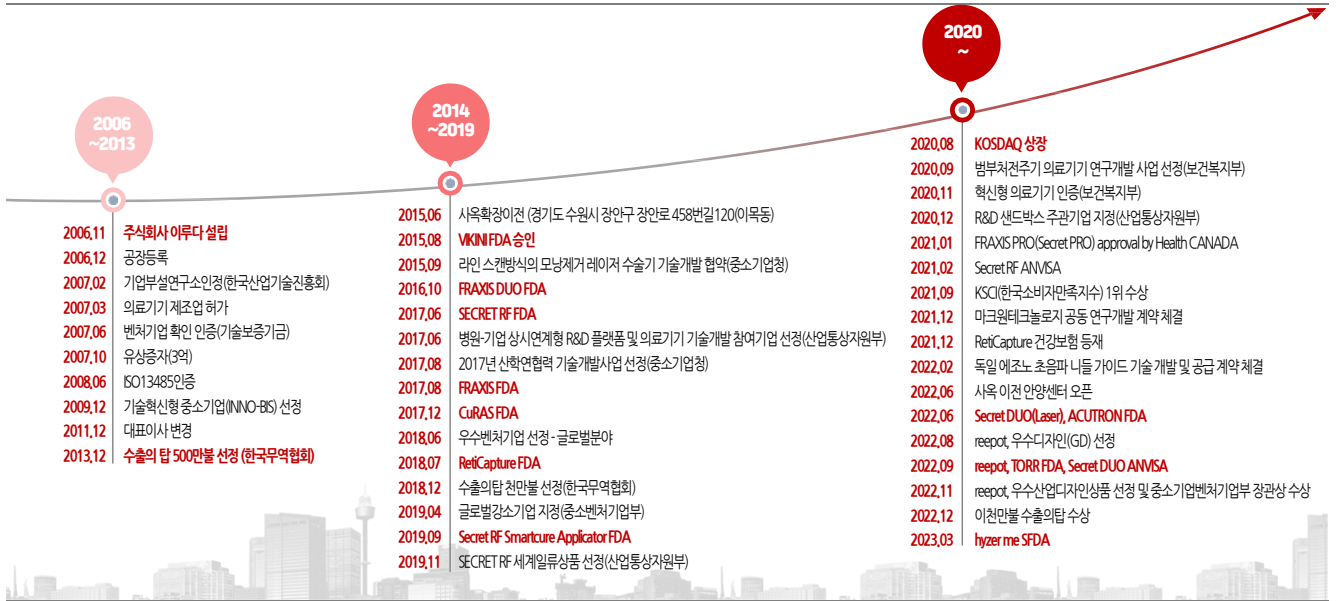 2006
~2013
2006.11 주식회사 이루다 설립
2006.12 공장등록
2007.02 기업부설연구소인정(한국산업기술진흥회)
2007.03 의료기기 제조업 허가
2007.06 벤처기업 확인 인증(기술보증기금)
2007.10 유상증자(3억)
2008.06 ISO13485인증
2009.12 기술혁신형 중소기업(INNO-BIS) 선정
2011.12 대표이사 변경
2013.12 수출의 탑 500만불 선정 (한국무역협회)
2014
~2019
2015.06 사옥확장이전 (경기도 수원시 장안구 장안로 458번길120(이목동)
2015.08 VIKINI FDA 승인
2015.09 라인 스캔방식의 모낭제거 레이저 수술기 기술개발 협약(중소기업청)
2016.10 FRAXIS DUO FDA
2017.06 SECRET RF FDA
2017.06 병원-기업 상시연계형 R&D 플랫폼 및 의료기기 기술개발 참여기업 선정(산업통상자원부)
2017.08 2017년 산학연협력 기술개발사업 선정(중소기업청)
2017.08 FRAXIS FDA
2017.12 CuRAS FDA
2018.06 우수벤처기업 선정 - 글로벌분야
2018.07 RetiCapture FDA
2018.12 수출의탑 천만불 선정(한국무역협회)
2019.04 글로벌강소기업 지정(중소벤처기업부)
2019.09 Secret RF Smartcure Applicator FDA
2019.11 SECRET RF 세계일류상품 선정(산업통상자원부)
2020
~
2020.08 KOSDAQ 상장
2020.09 범부처전주기 의료기기 연구개발 사업 선정(보건복지부)
2020.11 혁신형 의료기기 인증(보건복지부)
2020.12 R&D 샌드박스 주관기업 지정(산업통상자원부)
2021.01 FRAXIS PRO(Secret PRO) approval by Health CANADA
2021.02 Secret RF ANVISA
2021.09 KSCI(한국소비자만족지수) 1위 수상
2021.12 마크원테크놀로지 공동 연구개발 계약 체결
2021.12 RetiCapture 건강보험 등재
2022.02 독일 에조노 초음파 니들 가이드 기술 개발 및 공급 계약 체결
2022.06 사옥 이전 안양센터 오픈
2022.06 Secret DUO(Laser), ACUTRON FDA
2022.08 reepot, 우수디자인(GD) 선정
2022.09 reepot, TORR FDA, Secret DUO ANVISA
2022.11 reepot, 우수산업디자인상품 선정 및 중소기업벤처기업부 장관상 수상
2022.12 이천만불 수출의탑 수상
2023.03 hyzer me SFDA